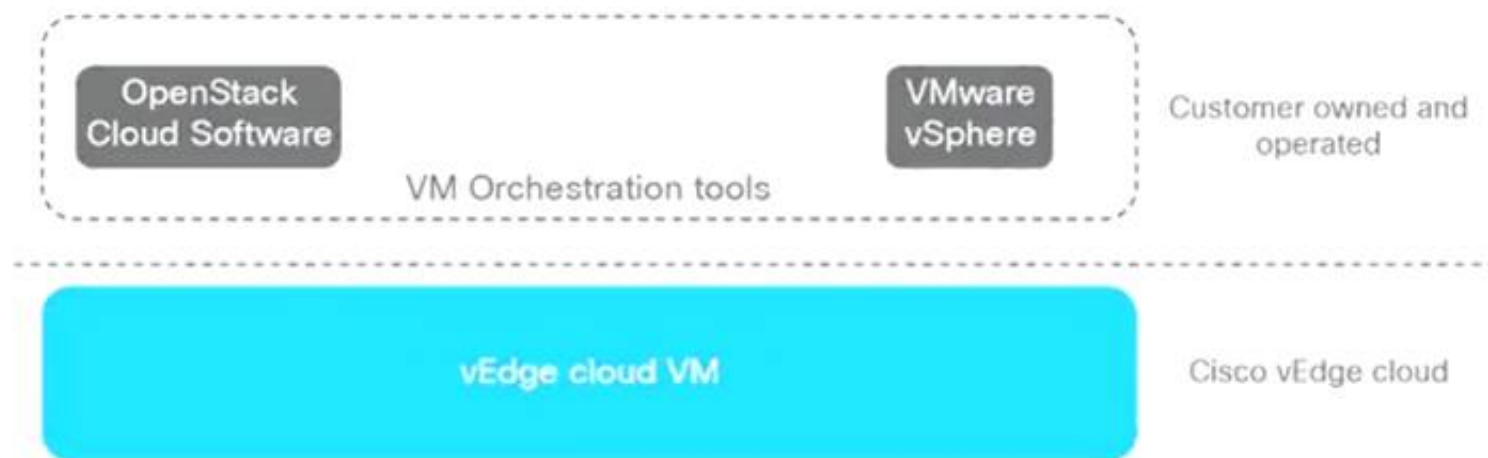 OpenStack
Cloud Software
VMware
vSphere
VM Orchestration tools
Customer owned and
operated
vEdge cloud VM
Cisco vEdge cloud